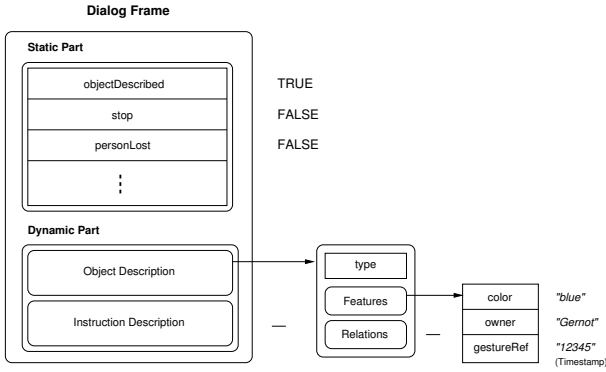 Dialog Frame
Static Part
objectDescribed TRUE
stop FALSE
personLost FALSE
Dynamic Part
Object Description
Instruction Description
type
Features
Relations
color "blue"
owner "Gernot"
gestureRef "12345"
(Timestamp)